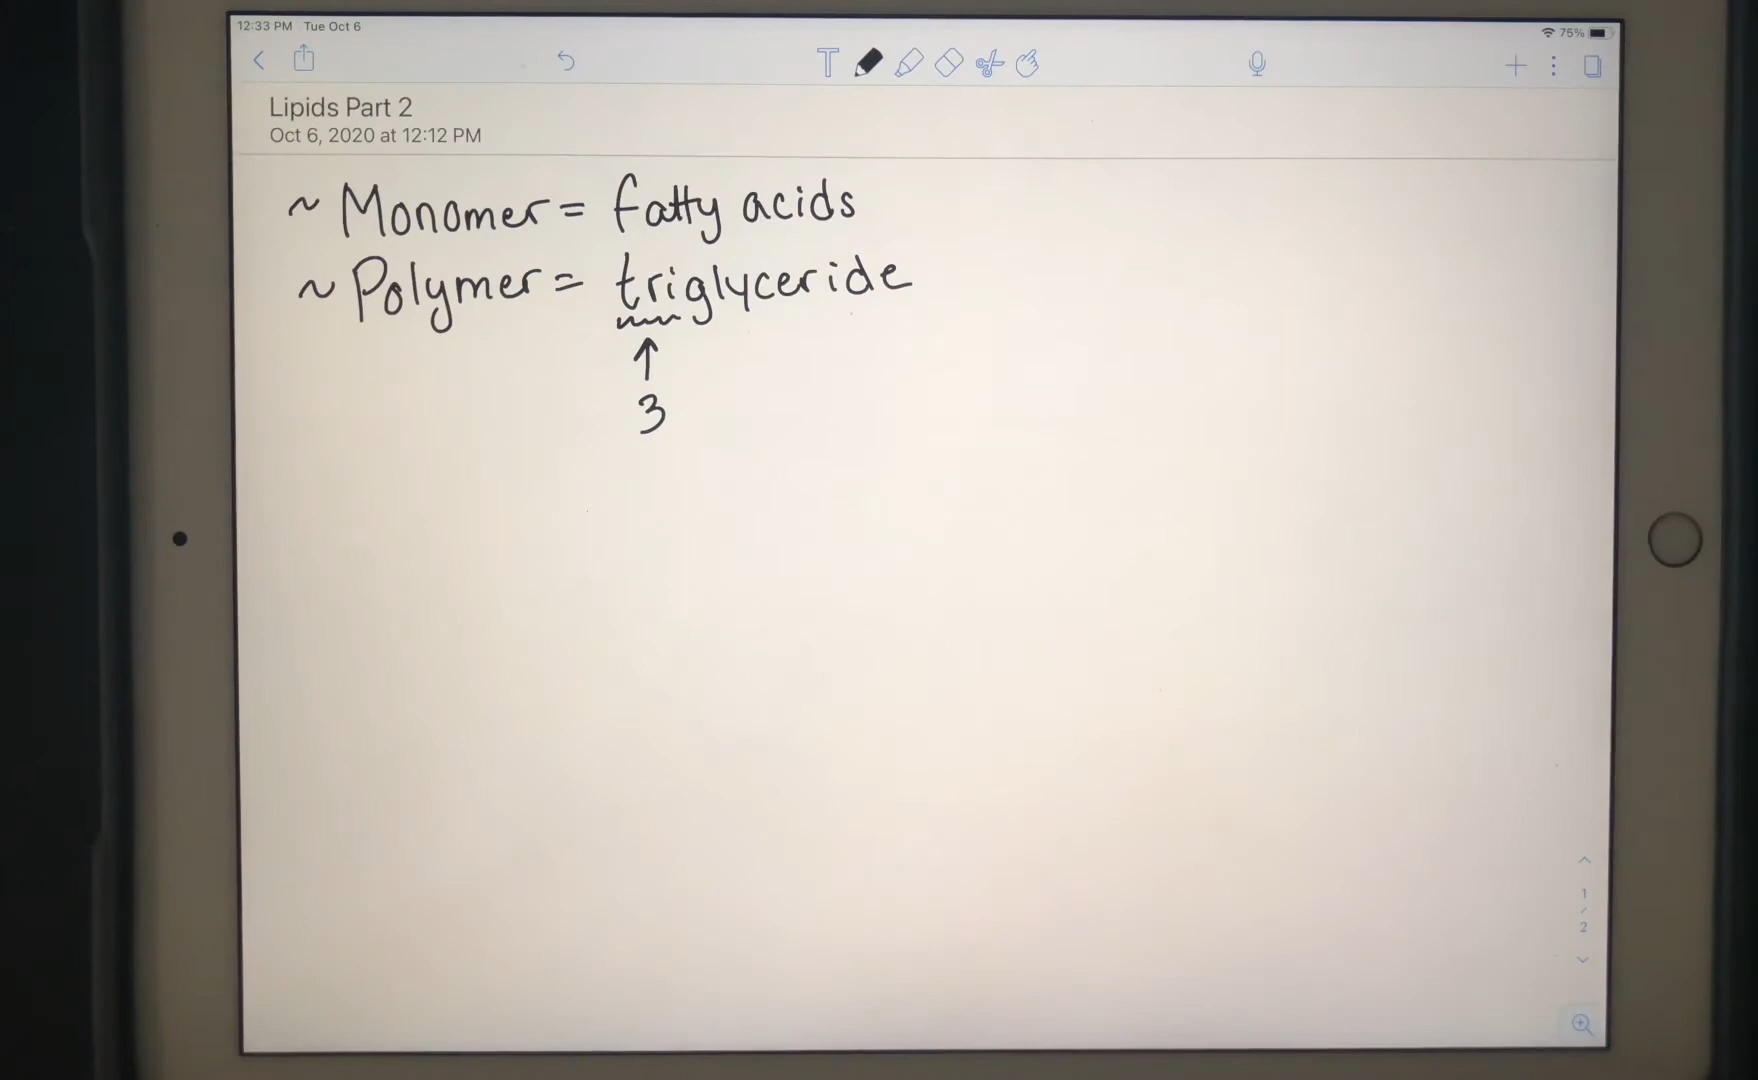 12:33 PM Tue Oct 6
75%
Lipids Part 2
Oct 6, 2020 at 12:12 PM
~ Monomer = fatty acids
~ Polymer = triglyceride
↑
3
1
/
2